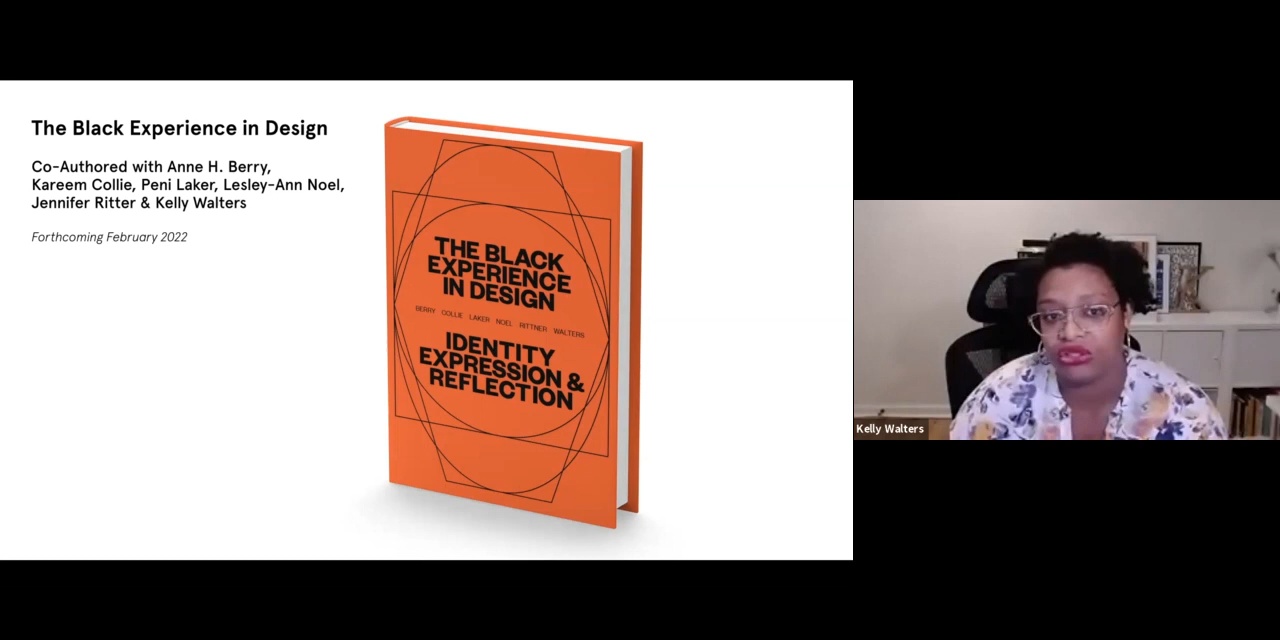 The Black Experience in Design
Co-Authored with Anne H. Berry,
Kareem Collie, Peni Laker, Lesley-Ann Noel,
Jennifer Ritter & Kelly Walters
Forthcoming February 2022
THE BLACK
EXPERIENCE
IN DESIGN
BERRY COLLIE LAKER NOEL RITTNER WALTERS
IDENTITY
EXPRESSION &
REFLECTION
Kelly Walters